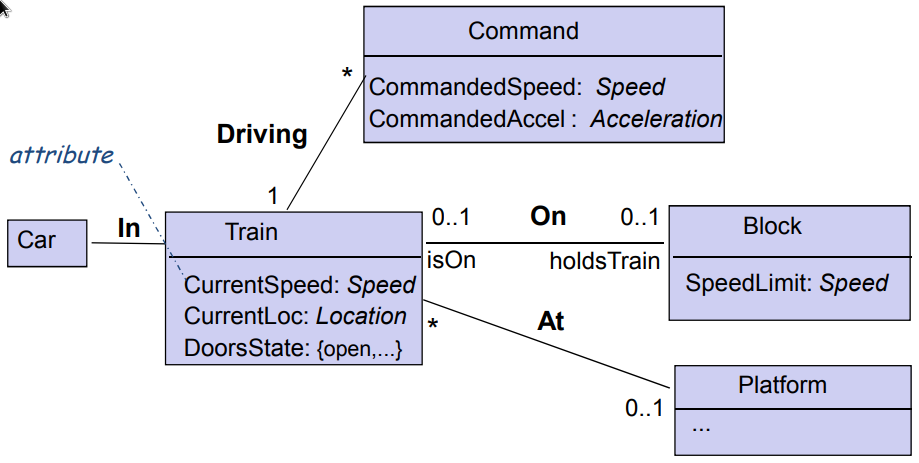 Command
CommandedSpeed: Speed
CommandedAccel : Acceleration
*
Driving
1
attribute
Car
In
Train
CurrentSpeed: Speed
CurrentLoc: Location
DoorsState: {open,...}
0..1
On
0..1
isOn
holdsTrain
Block
SpeedLimit: Speed
*
At
0..1
Platform
...